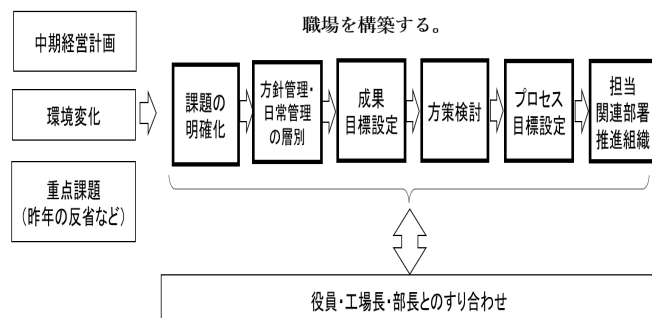 職場を構築する。
中期経営計画
環境変化
重点課題
(昨年の反省など)
課題の
明確化
方針管理・
日常管理
の層別
成果
目標設定
方策検討
プロセス
目標設定
担当
関連部署
推進組織
役員・工場長・部長とのすり合わせ